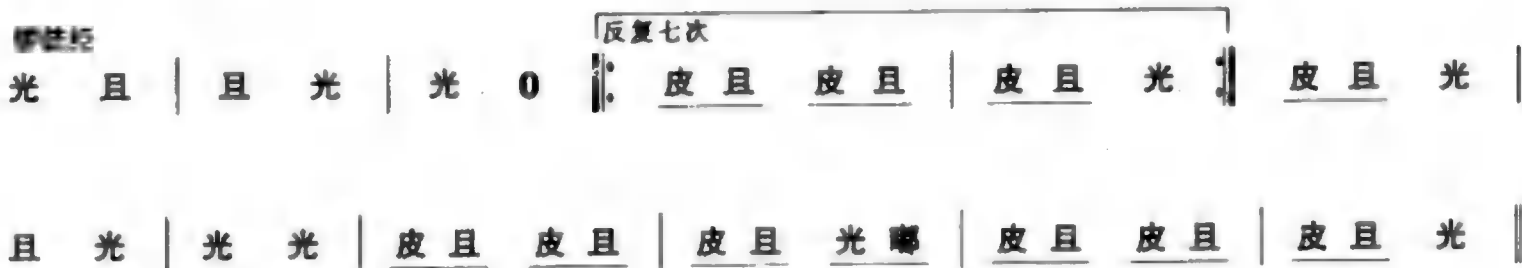 反复七次
光 且 | 且 光 | 光 0 ‖: 皮 且 皮 且 | 皮 且 光 :‖ 皮 且 光 |
且 光 | 光 光 | 皮 且 皮 且 | 皮 且 光 | 皮 且 皮 且 | 皮 且 光 ‖